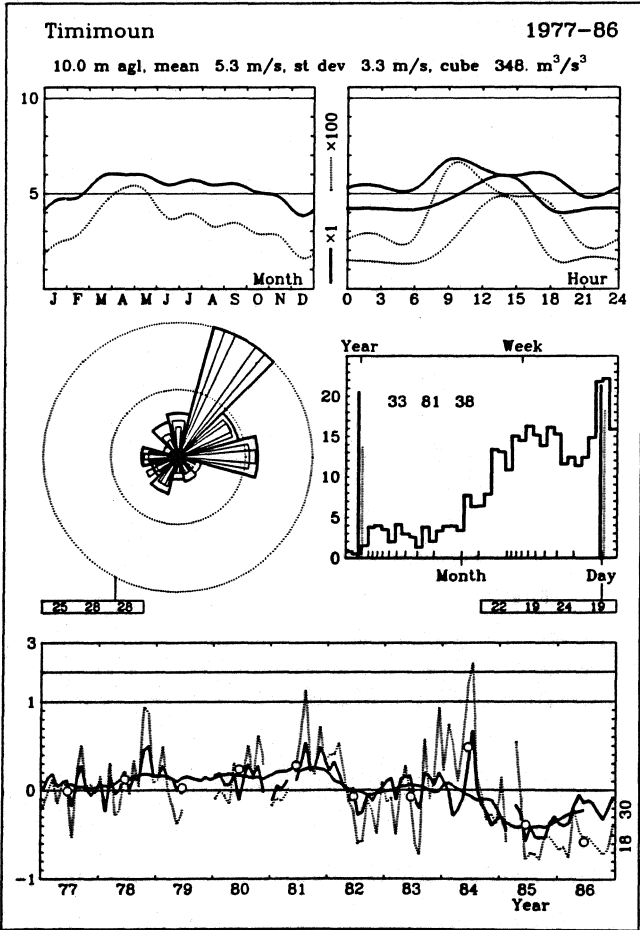 Timimoun 1977-86
10.0 m agl, mean 5.3 m/s, st dev 3.3 m/s, cube 348. m³/s³
10
5
Month
J F M A M J J A S O N D
×1 ×100
Hour
0 3 6 9 12 15 18 21 24
Year Week
33 81 38
20
15
10
5
0
Month Day
25 28 28
22 19 24 19
3
1
0
-1
77 78 79 80 81 82 83 84 85 86
Year
18 30